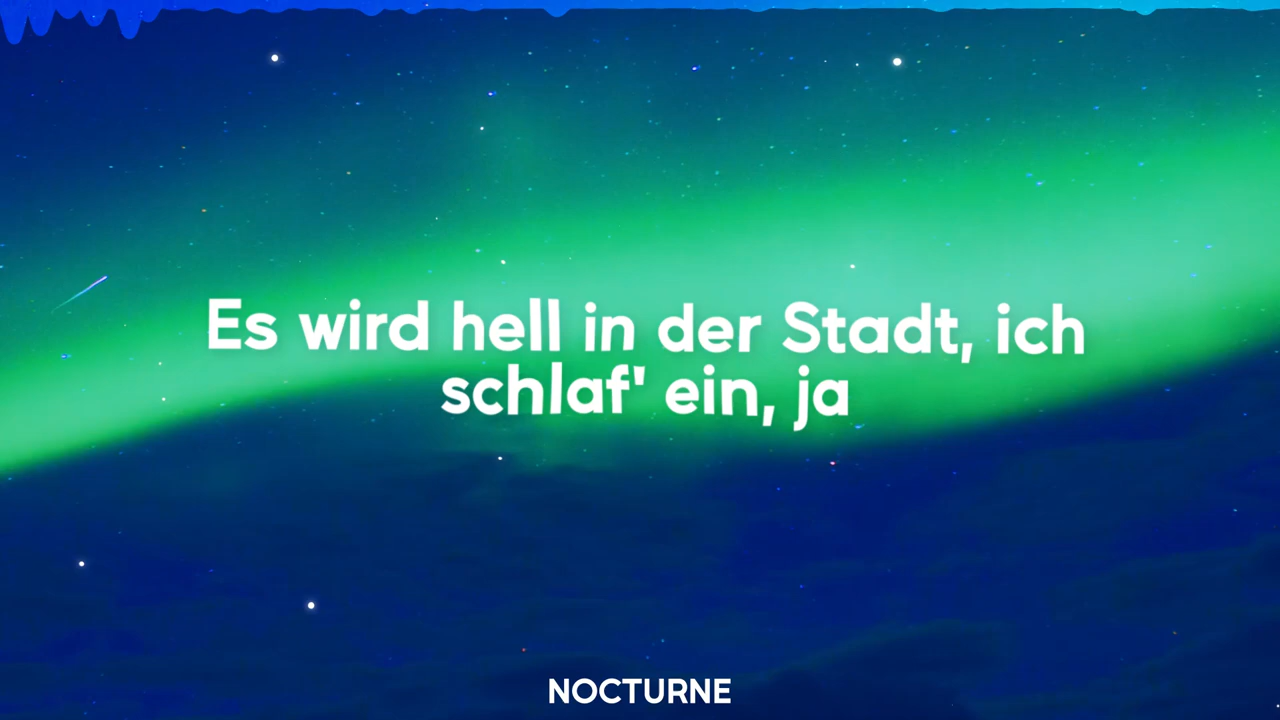 Es wird hell in der Stadt, ich
schlaf' ein, ja
NOCTURNE